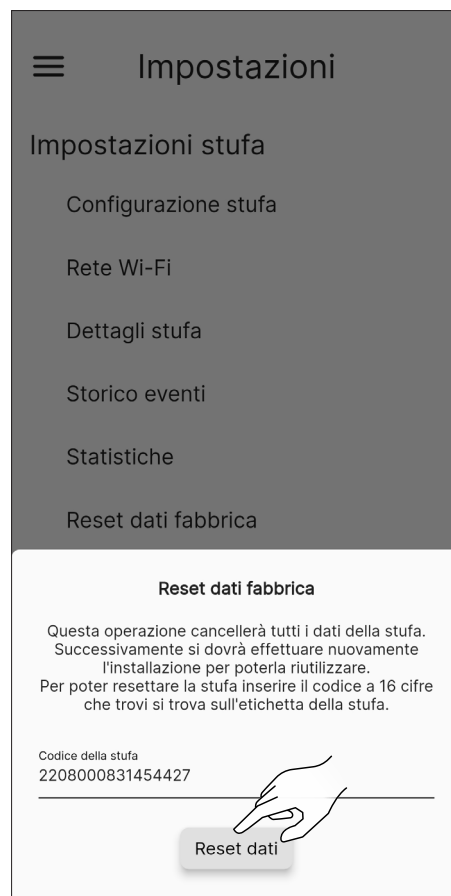 Impostazioni
Impostazioni stufa
Configurazione stufa
Rete Wi-Fi
Dettagli stufa
Storico eventi
Statistiche
Reset dati fabbrica
Reset dati fabbrica
Questa operazione cancellerà tutti i dati della stufa.
Successivamente si dovrà effettuare nuovamente
l'installazione per poterla riutilizzare.
Per poter resettare la stufa inserire il codice a 16 cifre
che trovi si trova sull'etichetta della stufa.
Codice della stufa
2208000831454427
Reset dati